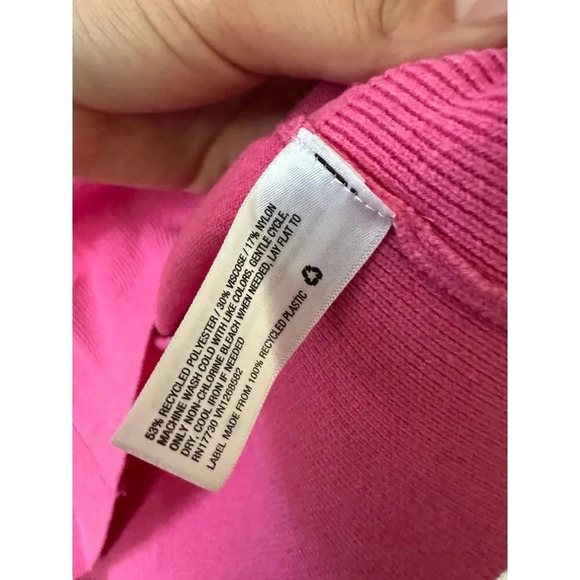 53% RECYCLED POLYESTER / 30% VISCOSE / 17% NYLON
MACHINE WASH COLD WITH LIKE COLORS, GENTLE CYCLE,
ONLY NON-CHLORINE BLEACH WHEN NEEDED, LAY FLAT TO
DRY, COOL IRON IF NEEDED
RN17730 VN1268582
LABEL MADE FROM 100% RECYCLED PLASTIC